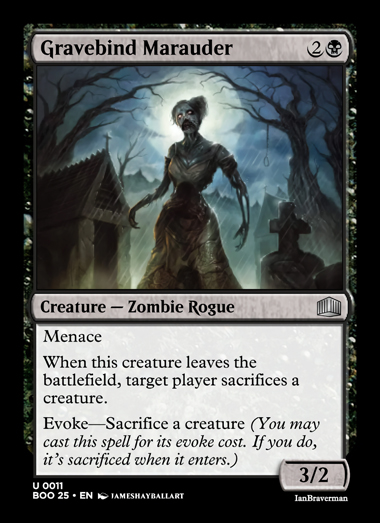 Gravebind Marauder 2
Creature — Zombie Rogue
Menace
When this creature leaves the
battlefield, target player sacrifices a
creature.
Evoke—Sacrifice a creature (You may
cast this spell for its evoke cost. If you do,
it's sacrificed when it enters.)
3/2
U 0011
BOO 25 • EN JAMESHAYBALLART
IanBraverman